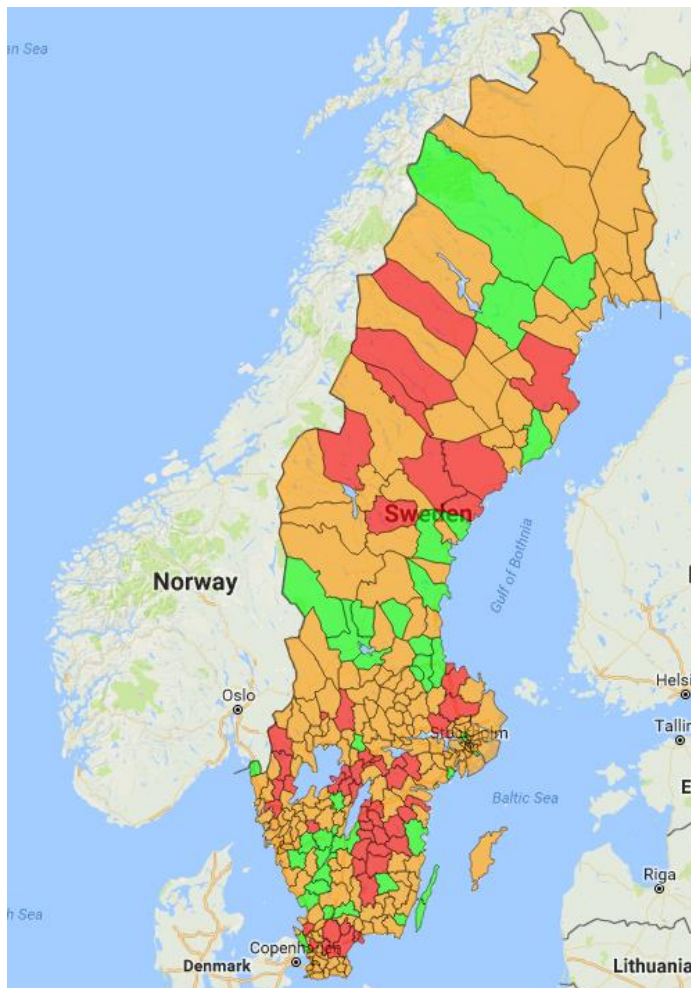 an Sea
Sweden
Gulf of Bothnia
Norway
Helsi
Oslo
Stockholm
Tallin
E
Baltic Sea
Riga
h Sea
Copenhagen
Denmark
Lithuania